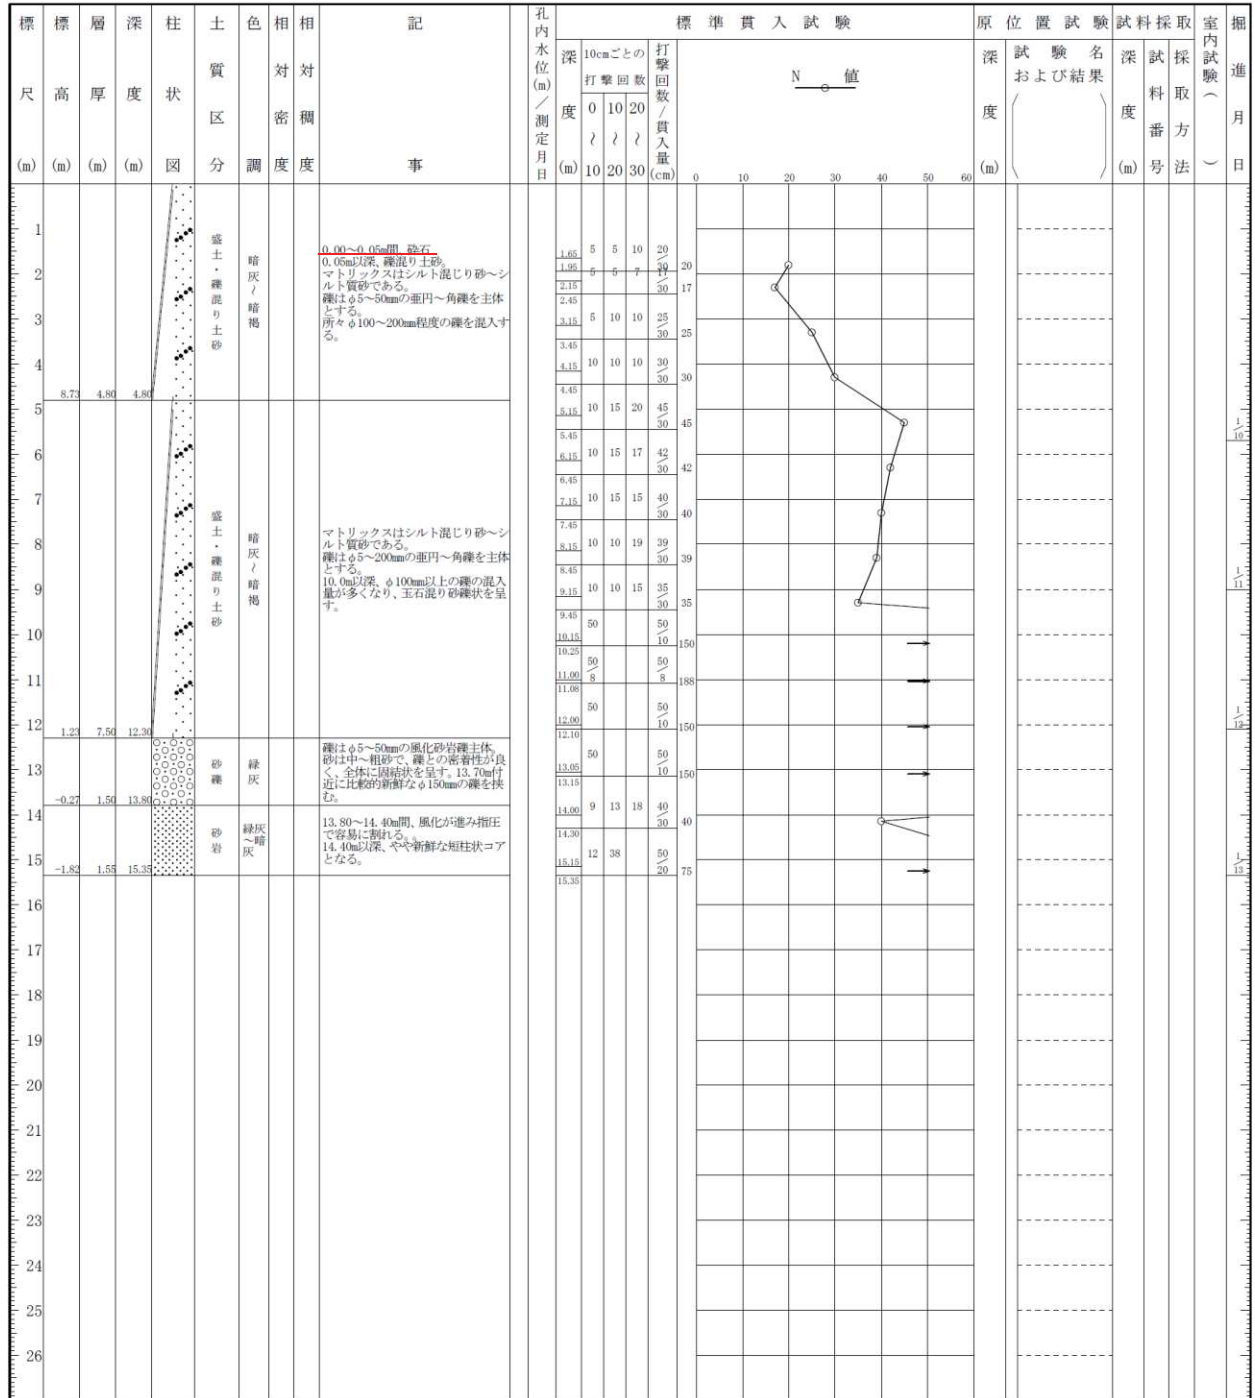 標尺(m)
標高(m)
層厚(m)
深度(m)
柱状図
土質区分
色調
相対密度
相対稠度
記事
孔内水位(m)/測定月日
標準貫入試験
深度(m)
10cmごとの打撃回数
0〜10
10〜20
20〜30
打撃回数/貫入量(cm)
N 値
0 10 20 30 40 50 60
原位置試験
深度(m)
試験名および結果
試料採取
深度(m)
試料番号
採取方法
室内試験( )
掘進月日
1
2
3
4
5
6
7
8
9
10
11
12
13
14
15
16
17
18
19
20
21
22
23
24
25
26
8.73 4.80 4.80
盛土・礫混り土砂
暗灰〜暗褐
0.00〜0.05m間、砕石
0.05m以深、礫混り土砂。
マトリックスはシルト混じり砂〜シ
ルト質砂である。
礫はφ5〜50mmの亜円〜角礫を主体
とする。
所々φ100〜200mm程度の礫を混入す
る。
1.23 7.50 12.30
盛土・礫混り土砂
暗灰〜暗褐
マトリックスはシルト混じり砂〜シ
ルト質砂である。
礫はφ5〜200mmの亜円〜角礫を主体
とする。
10.0m以深、φ100mm以上の礫の混入
量が多くなり、玉石混り砂礫状を呈
す。
-0.27 1.50 13.80
砂礫
緑灰
礫はφ5〜50mmの風化砂岩礫主体。
砂は中〜粗砂で、礫との密着性が良
く、全体に固結状を呈す。13.70m付
近に比較的新鮮なφ150mmの礫を挟
む。
-1.82 1.55 15.35
砂岩
緑灰〜暗灰
13.80〜14.40m間、風化が進み指圧
で容易に割れる。。
14.40m以深、やや新鮮な短柱状コア
となる。
1.65 5 5 10 20/30 20
1.95
5 5 7 17/30 17
2.15
2.45
3.15 5 10 10 25/30 25
3.45
4.15 10 10 10 30/30 30
4.45
5.15 10 15 20 45/30 45
5.45
6.15 10 15 17 42/30 42
6.45
7.15 10 15 15 40/30 40
7.45
8.15 10 10 19 39/30 39
8.45
9.15 10 10 15 35/30 35
9.45
10.15 50 50/10 150
10.25
11.00 50/8 50/8 188
11.08
12.00 50 50/10 150
12.10
13.05 50 50/10 150
13.15
14.00 9 13 18 40/30 40
14.30
15.15 12 38 50/20 75
15.35
1/10
1/11
1/12
1/13